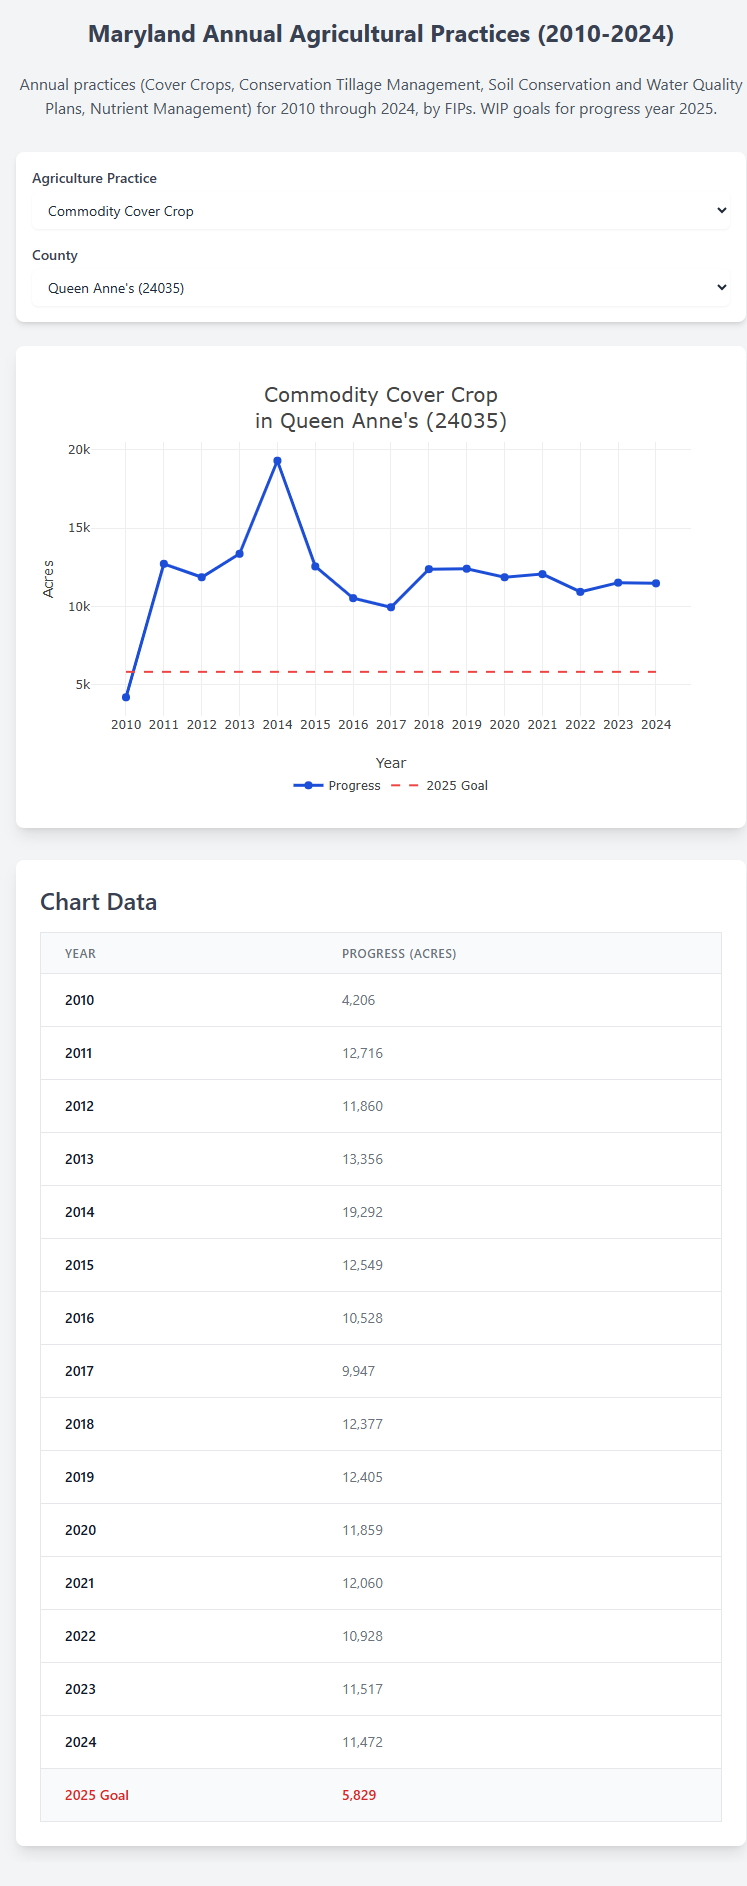 Maryland Annual Agricultural Practices (2010-2024)
Annual practices (Cover Crops, Conservation Tillage Management, Soil Conservation and Water Quality
Plans, Nutrient Management) for 2010 through 2024, by FIPs. WIP goals for progress year 2025.
Agriculture Practice
Commodity Cover Crop
County
Queen Anne's (24035)
Commodity Cover Crop
in Queen Anne's (24035)
20k
15k
10k
5k
Acres
2010 2011 2012 2013 2014 2015 2016 2017 2018 2019 2020 2021 2022 2023 2024
Year
Progress 2025 Goal
Chart Data
YEAR PROGRESS (ACRES)
2010 4,206
2011 12,716
2012 11,860
2013 13,356
2014 19,292
2015 12,549
2016 10,528
2017 9,947
2018 12,377
2019 12,405
2020 11,859
2021 12,060
2022 10,928
2023 11,517
2024 11,472
2025 Goal 5,829